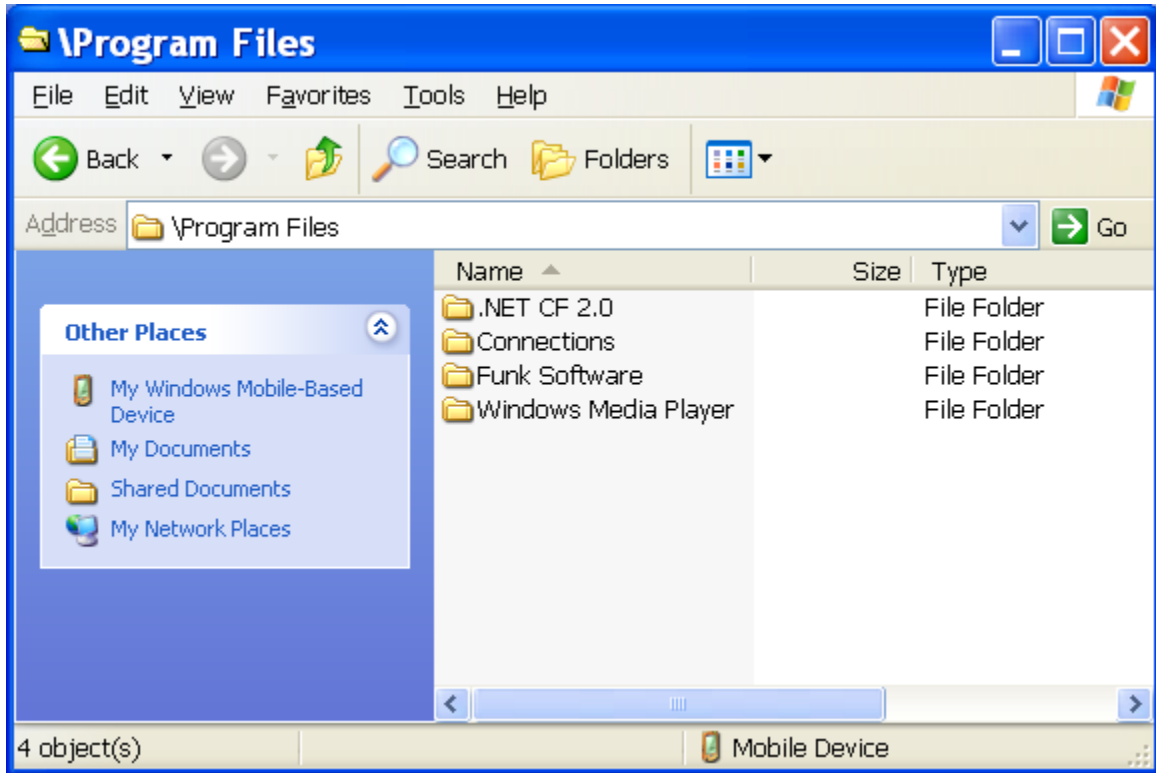 \Program Files
File Edit View Favorites Tools Help
Back Search Folders
Address \Program Files Go
Other Places
My Windows Mobile-Based
Device
My Documents
Shared Documents
My Network Places
Name Size Type
.NET CF 2.0 File Folder
Connections File Folder
Funk Software File Folder
Windows Media Player File Folder
4 object(s) Mobile Device